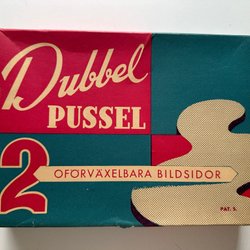 Dubbel
PUSSEL
2
OFÖRVÄXELBARA BILDSIDOR
PAT. S.